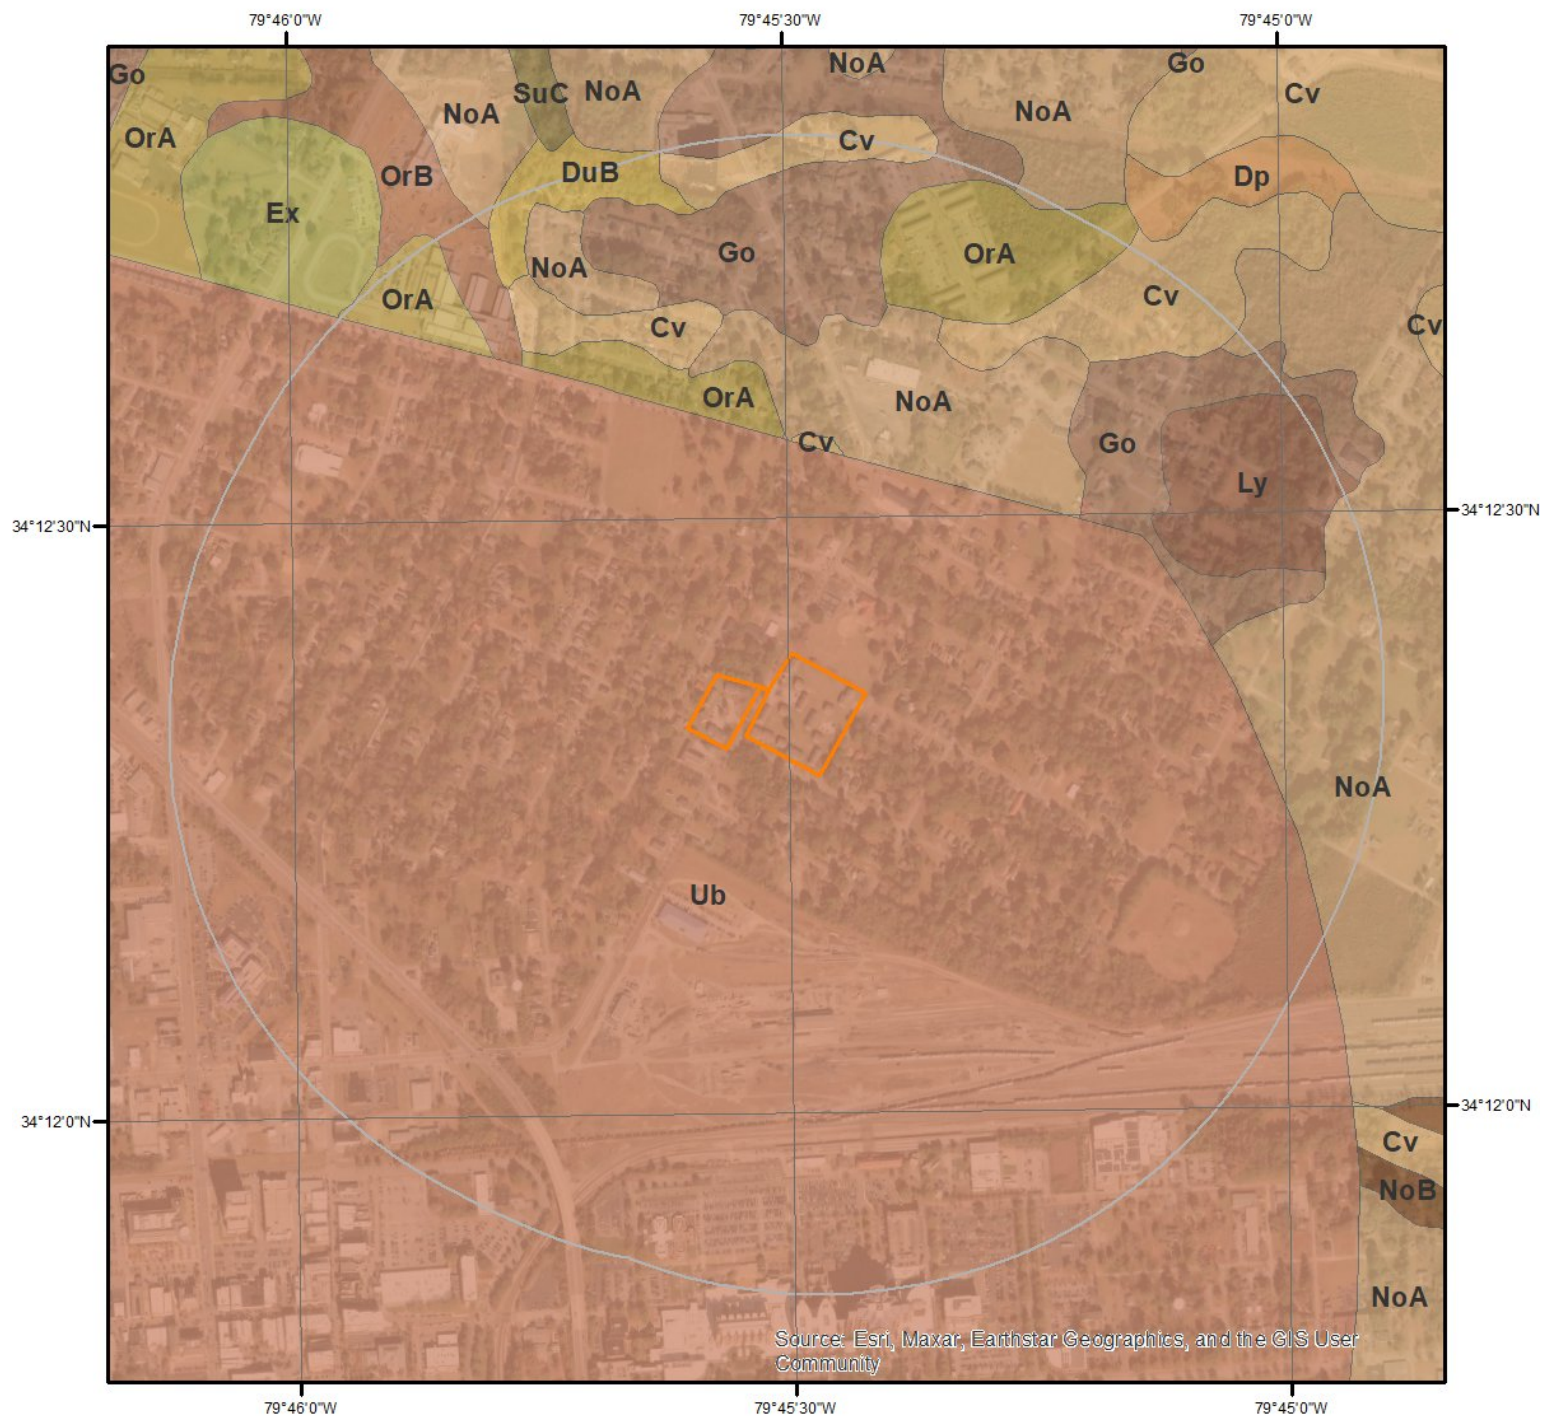 79°46'0"W 79°45'30"W 79°45'0"W
Go NoA Go
SuC NoA Cv
NoA NoA
OrA Cv
OrB DuB Dp
Ex
NoA Go OrA
OrA Cv
Cv Cv
OrA NoA
Cv Go
Ly
34°12'30"N 34°12'30"N
NoA
Ub
34°12'0"N 34°12'0"N
Cv
NoB
NoA
Source: Esri, Maxar, Earthstar Geographics, and the GIS User
Community
79°46'0"W 79°45'30"W 79°45'0"W